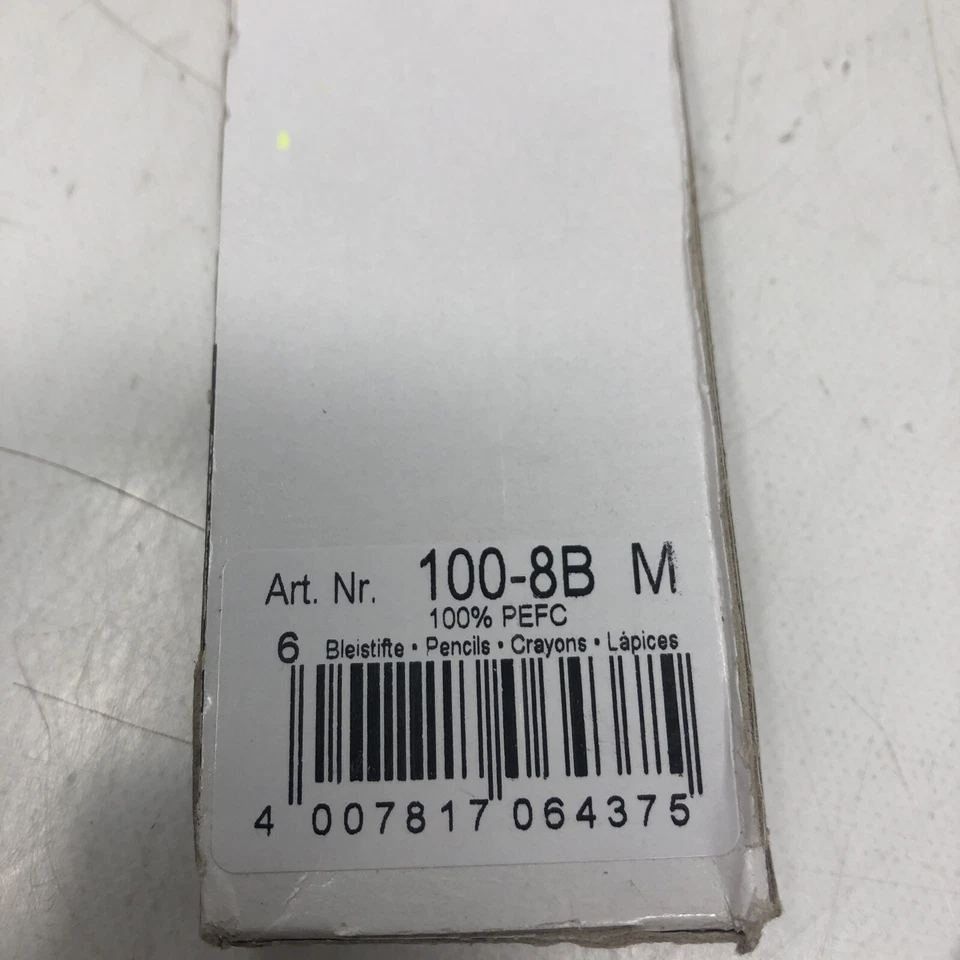 Art. Nr. 100-8B M
100% PEFC
6 Bleistifte • Pencils • Crayons • Lápices
4 007817 064375